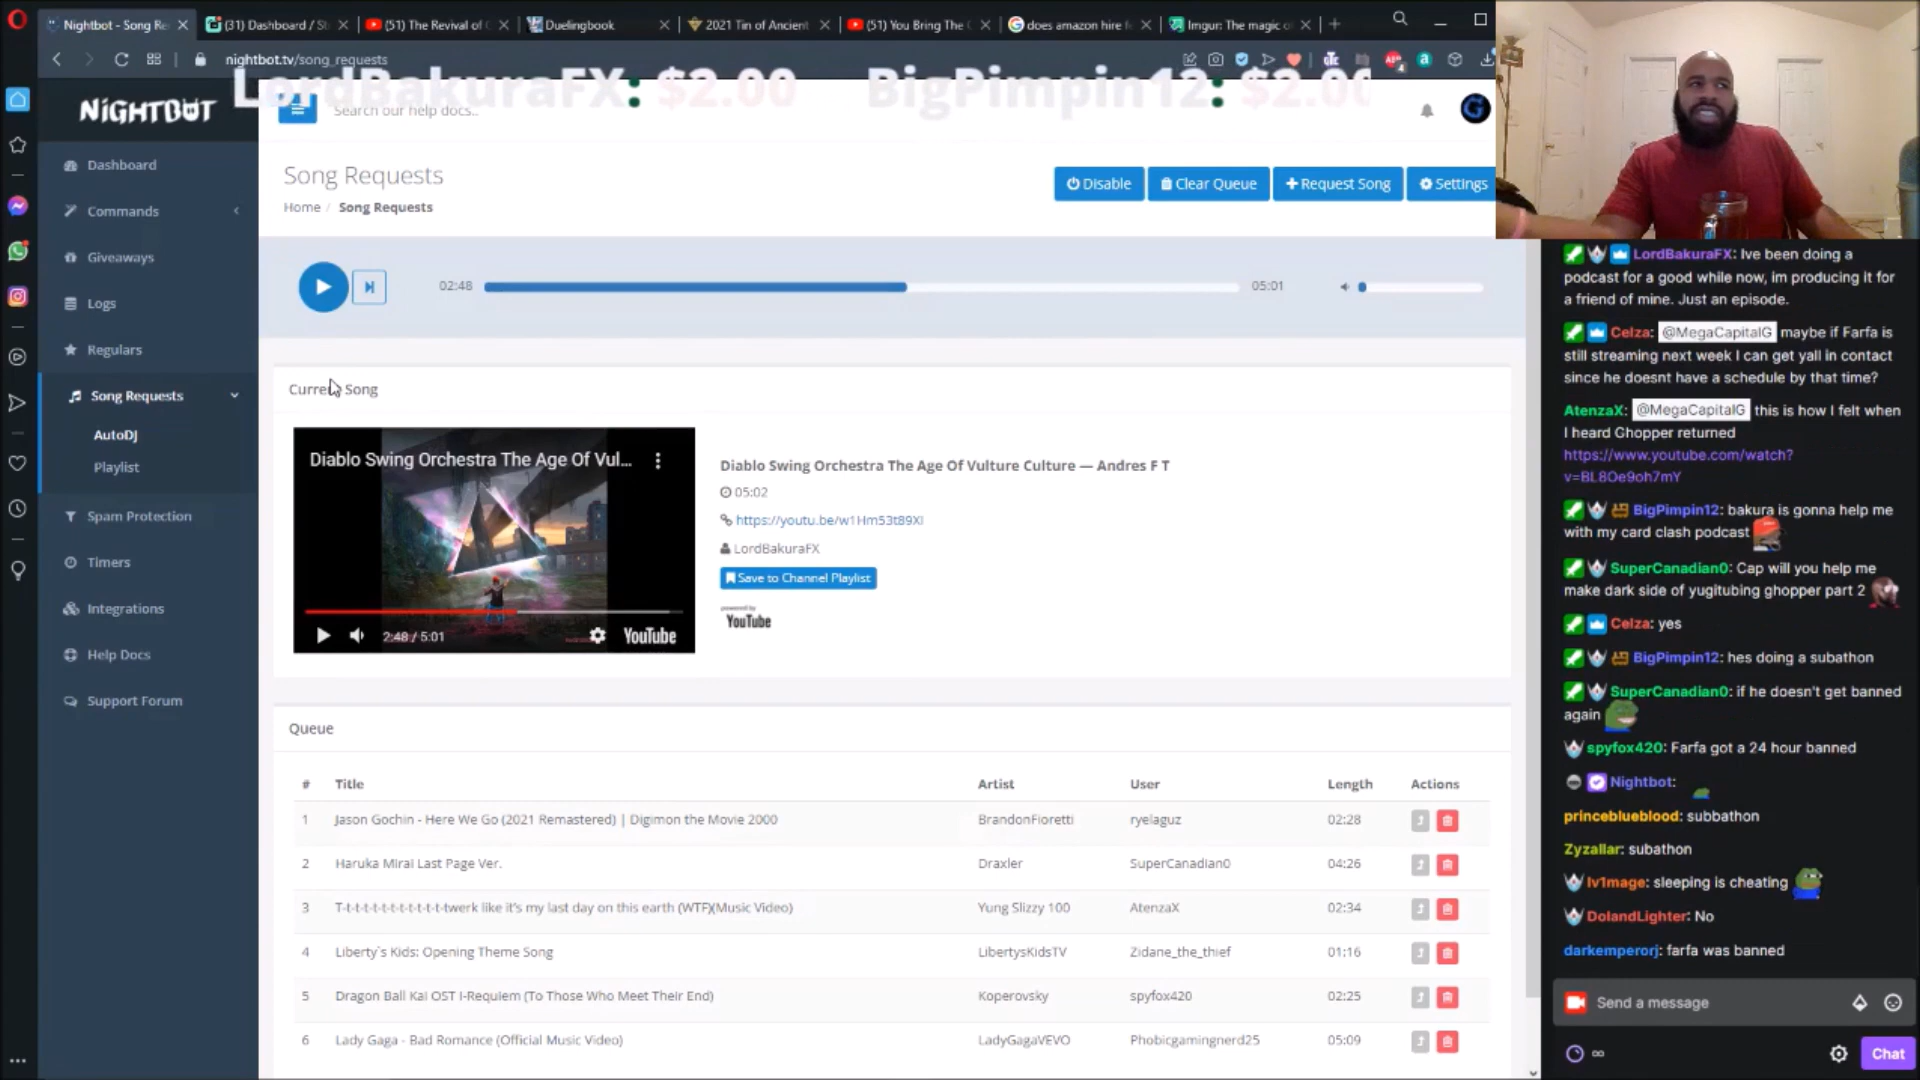 Nightbot - Song Re
(31) Dashboard / St
(51) The Revival of
Duelingbook
2021 Tin of Ancient
(51) You Bring The
does amazon hire f
Imgur: The magic o
nightbot.tv/song_requests
LordBakuraFX: $2.00 BigPimpin12: $2.00
NiGHTBOT
Search our help docs..
Dashboard
Commands
Giveaways
Logs
Regulars
Song Requests
AutoDJ
Playlist
Spam Protection
Timers
Integrations
Help Docs
Support Forum
Song Requests
Home / Song Requests
Disable
Clear Queue
Request Song
Settings
02:48
05:01
Current Song
Diablo Swing Orchestra The Age Of Vul...
2:48 / 5:01
YouTube
Diablo Swing Orchestra The Age Of Vulture Culture — Andres F T
05:02
https://youtu.be/w1Hm53t89XI
LordBakuraFX
Save to Channel Playlist
powered by
YouTube
Queue
# Title Artist User Length Actions
1 Jason Gochin - Here We Go (2021 Remastered) | Digimon the Movie 2000 BrandonFioretti ryelaguz 02:28
2 Haruka Mirai Last Page Ver. Draxler SuperCanadian0 04:26
3 T-t-t-t-t-t-t-t-t-t-t-twerk like it's my last day on this earth (WTF)(Music Video) Yung Slizzy 100 AtenzaX 02:34
4 Liberty`s Kids: Opening Theme Song LibertysKidsTV Zidane_the_thief 01:16
5 Dragon Ball Kai OST I-Requiem (To Those Who Meet Their End) Koperovsky spyfox420 02:25
6 Lady Gaga - Bad Romance (Official Music Video) LadyGagaVEVO Phobicgamingnerd25 05:09
LordBakuraFX: Ive been doing a
podcast for a good while now, im producing it for
a friend of mine. Just an episode.
Celza: @MegaCapitalG maybe if Farfa is
still streaming next week I can get yall in contact
since he doesnt have a schedule by that time?
AtenzaX: @MegaCapitalG this is how I felt when
I heard Ghopper returned
https://www.youtube.com/watch?
v=BL8Oe9oh7mY
BigPimpin12: bakura is gonna help me
with my card clash podcast
SuperCanadian0: Cap will you help me
make dark side of yugitubing ghopper part 2
Celza: yes
BigPimpin12: hes doing a subathon
SuperCanadian0: if he doesn't get banned
again
spyfox420: Farfa got a 24 hour banned
Nightbot:
princeblueblood: subbathon
Zyzallar: subathon
lv1mage: sleeping is cheating
DolandLighter: No
darkemperorj: farfa was banned
Send a message
Chat